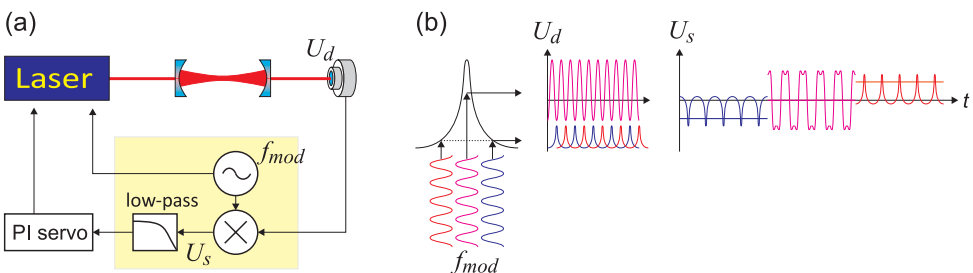 (a)
U_d
Laser
f_mod
low-pass
PI servo
U_s
(b)
U_d
U_s
t
f_mod